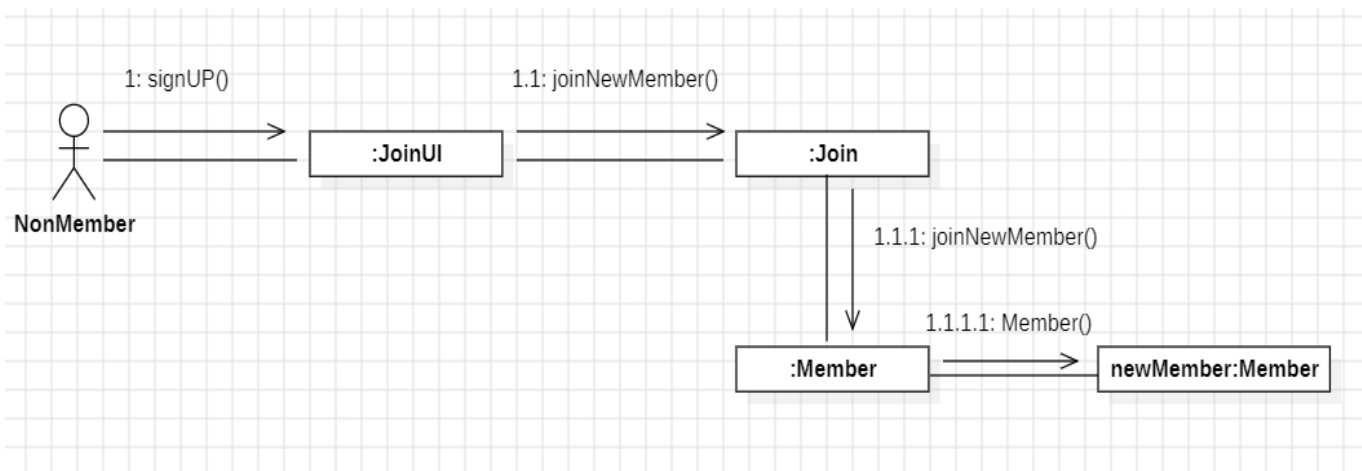 1: signUP()
1.1: joinNewMember()
:JoinUI
:Join
NonMember
1.1.1: joinNewMember()
1.1.1.1: Member()
:Member
newMember:Member